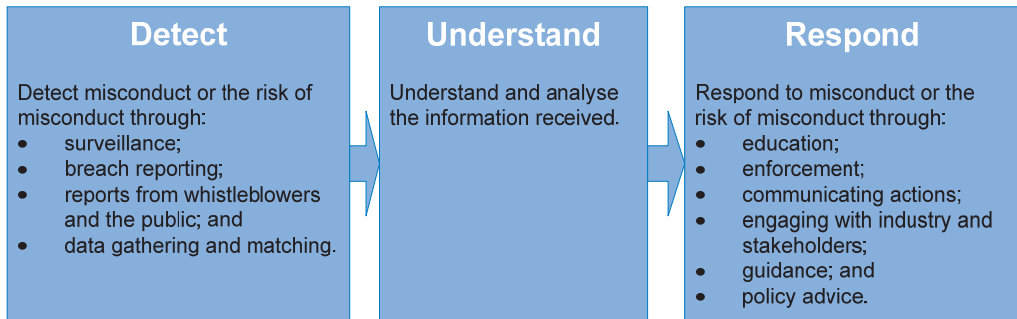 Detect
Detect misconduct or the risk of
misconduct through:
• surveillance;
• breach reporting;
• reports from whistleblowers
and the public; and
• data gathering and matching.
Understand
Understand and analyse
the information received.
Respond
Respond to misconduct or the
risk of misconduct through:
• education;
• enforcement;
• communicating actions;
• engaging with industry and
stakeholders;
• guidance; and
• policy advice.